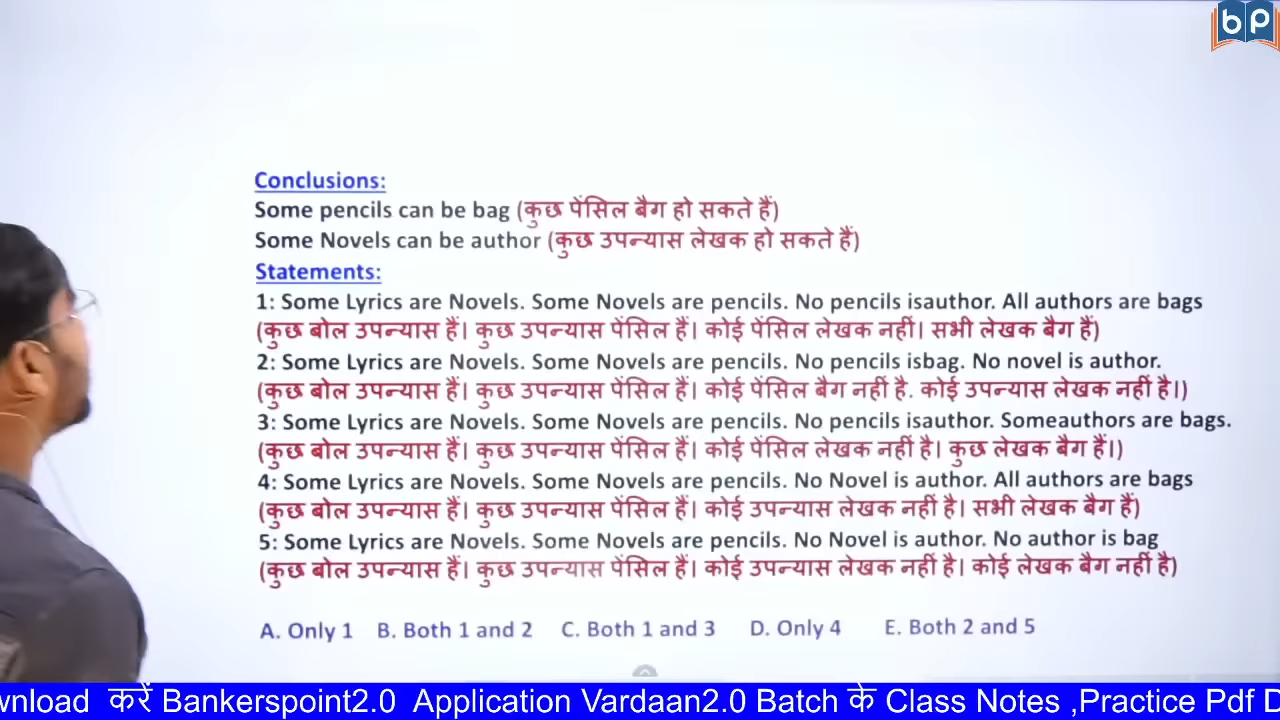 bp
Conclusions:
Some pencils can be bag (कुछ पेंसिल बैग हो सकते हैं)
Some Novels can be author (कुछ उपन्यास लेखक हो सकते हैं)
Statements:
1: Some Lyrics are Novels. Some Novels are pencils. No pencils isauthor. All authors are bags
(कुछ बोल उपन्यास हैं। कुछ उपन्यास पेंसिल हैं। कोई पेंसिल लेखक नहीं। सभी लेखक बैग हैं)
2: Some Lyrics are Novels. Some Novels are pencils. No pencils isbag. No novel is author.
(कुछ बोल उपन्यास हैं। कुछ उपन्यास पेंसिल हैं। कोई पेंसिल बैग नहीं है. कोई उपन्यास लेखक नहीं है।)
3: Some Lyrics are Novels. Some Novels are pencils. No pencils isauthor. Someauthors are bags.
(कुछ बोल उपन्यास हैं। कुछ उपन्यास पेंसिल हैं। कोई पेंसिल लेखक नहीं है। कुछ लेखक बैग हैं।)
4: Some Lyrics are Novels. Some Novels are pencils. No Novel is author. All authors are bags
(कुछ बोल उपन्यास हैं। कुछ उपन्यास पेंसिल हैं। कोई उपन्यास लेखक नहीं है। सभी लेखक बैग हैं)
5: Some Lyrics are Novels. Some Novels are pencils. No Novel is author. No author is bag
(कुछ बोल उपन्यास हैं। कुछ उपन्यास पेंसिल हैं। कोई उपन्यास लेखक नहीं है। कोई लेखक बैग नहीं है)
A. Only 1 B. Both 1 and 2 C. Both 1 and 3 D. Only 4 E. Both 2 and 5
wnload करें Bankerspoint2.0 Application Vardaan2.0 Batch के Class Notes ,Practice Pdf D